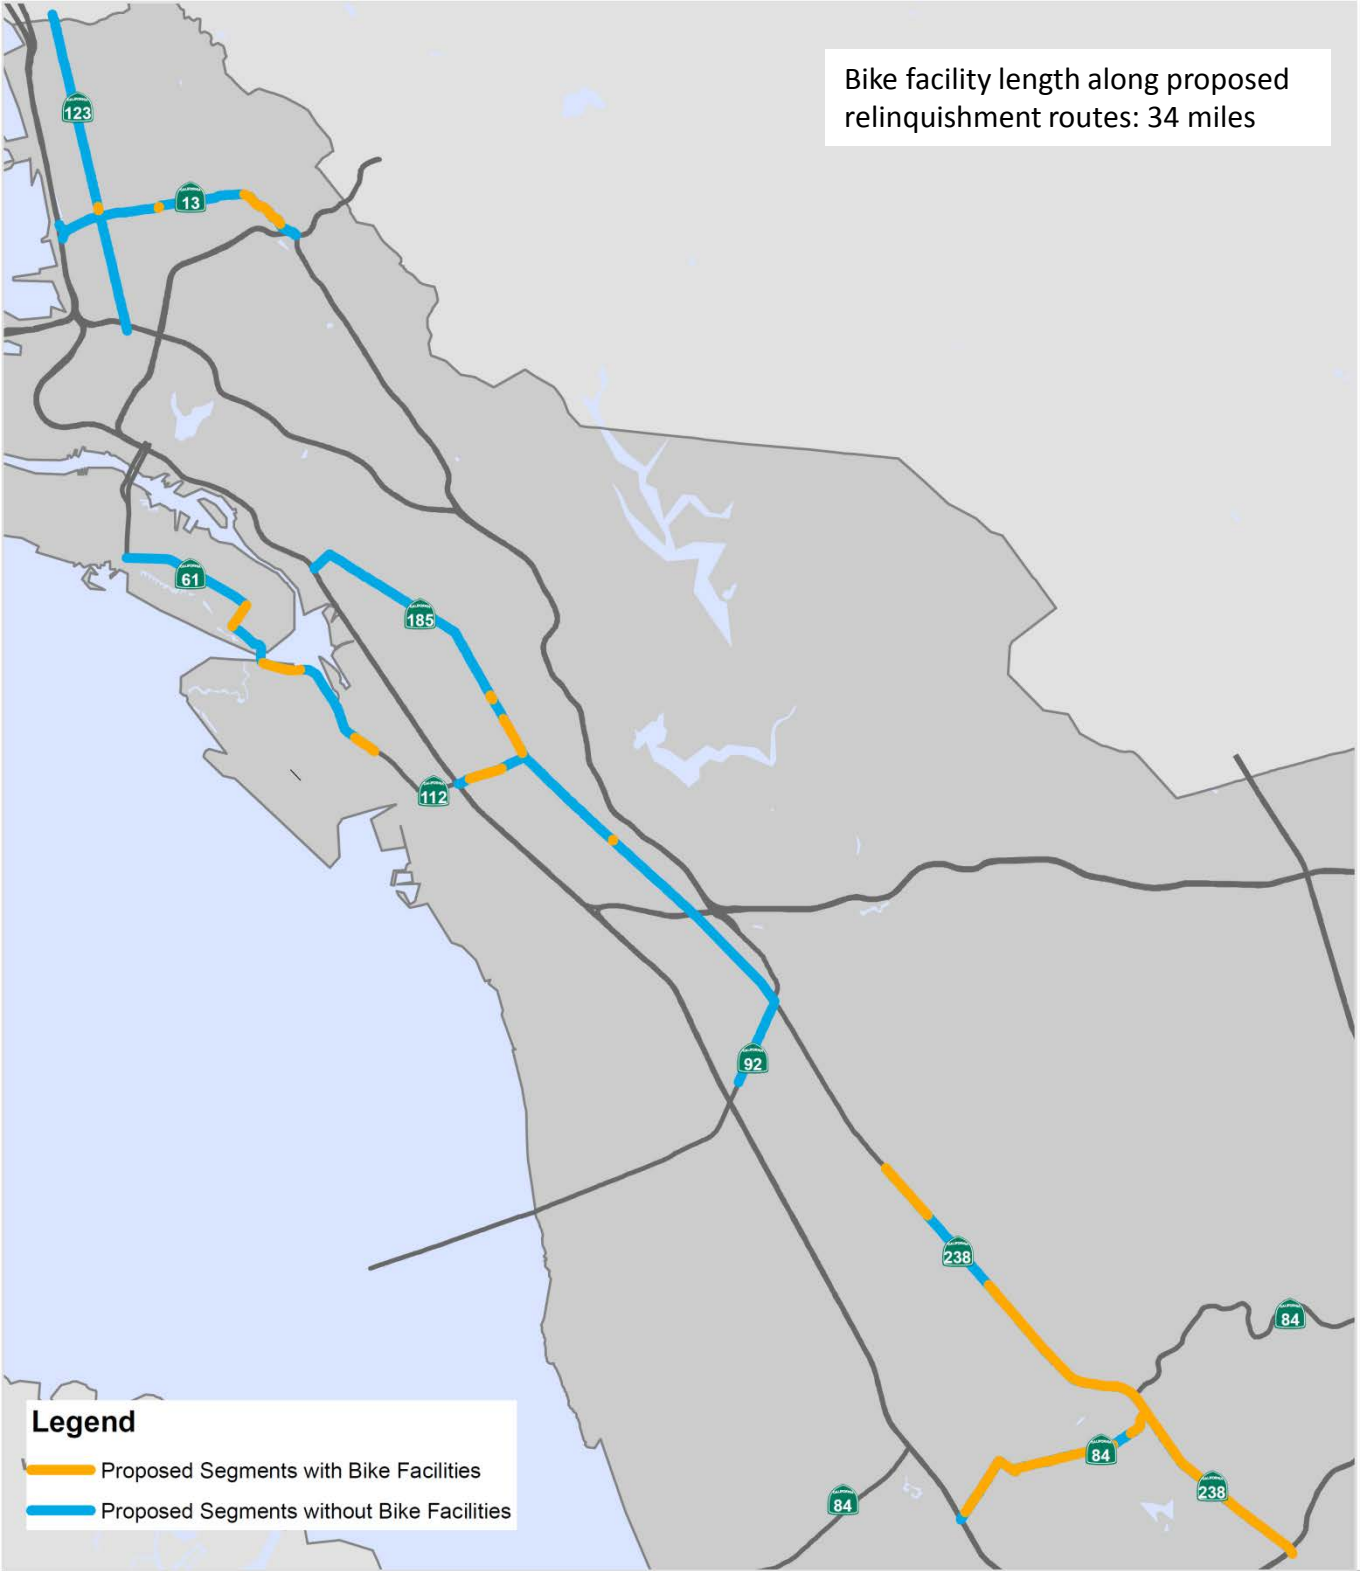 Bike facility length along proposed
relinquishment routes: 34 miles
123
13
61
185
112
92
238
84
84
84
238
Legend
Proposed Segments with Bike Facilities
Proposed Segments without Bike Facilities